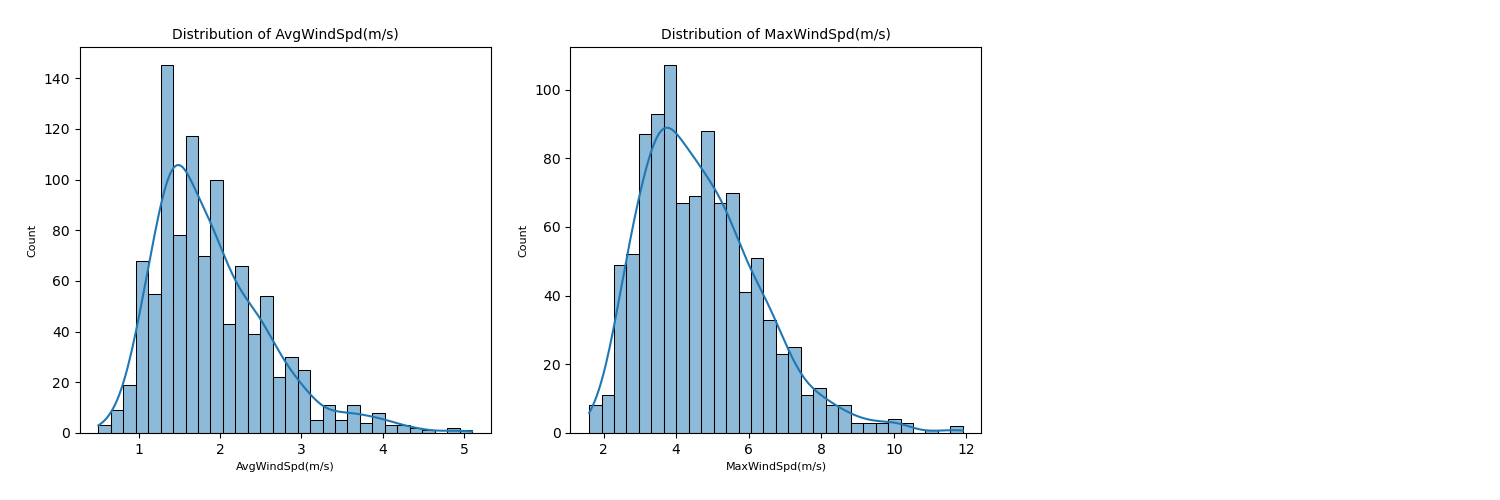 Distribution of AvgWindSpd(m/s)
140
120
100
80
60
40
20
0
Count
1 2 3 4 5
AvgWindSpd(m/s)
Distribution of MaxWindSpd(m/s)
100
80
60
40
20
0
Count
2 4 6 8 10 12
MaxWindSpd(m/s)